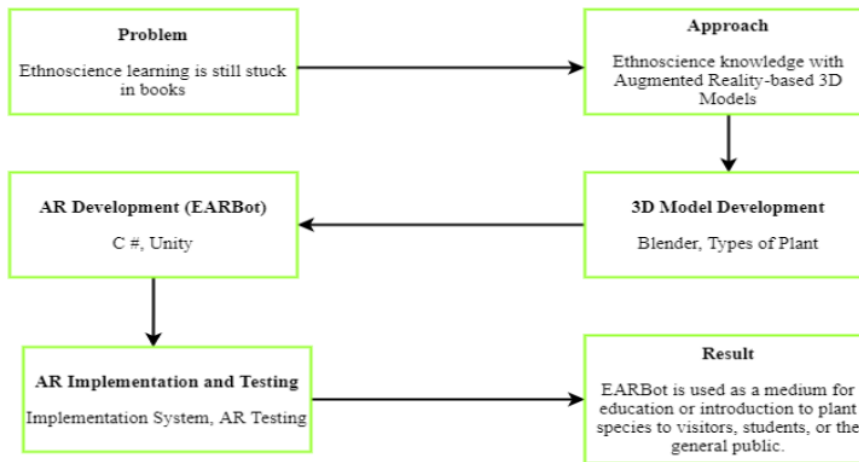 Problem
Ethnoscience learning is still stuck
in books
Approach
Ethnoscience knowledge with
Augmented Reality-based 3D
Models
AR Development (EARBot)
C #, Unity
3D Model Development
Blender, Types of Plant
AR Implementation and Testing
Implementation System, AR Testing
Result
EARBot is used as a medium for
education or introduction to plant
species to visitors, students, or the
general public.